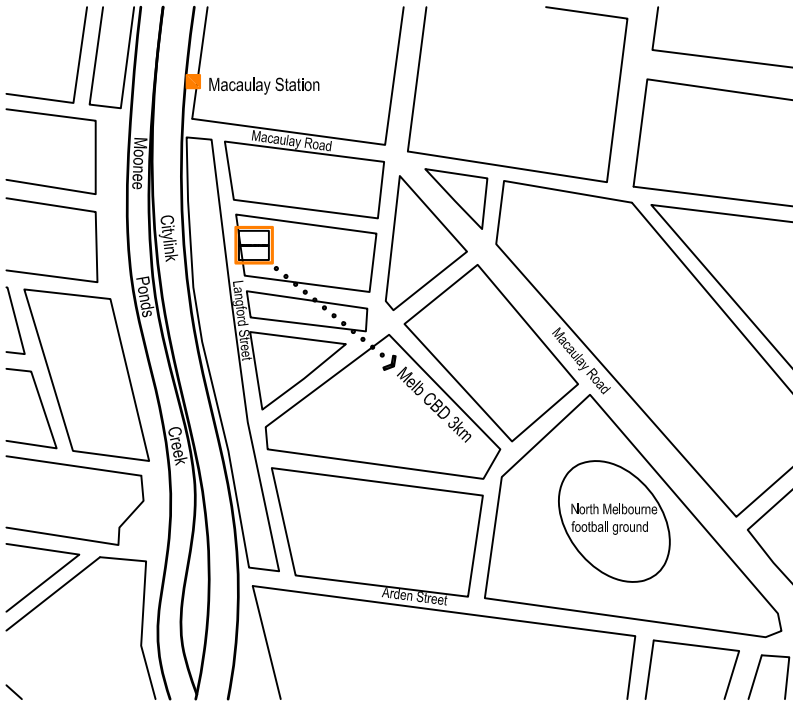 Macaulay Station
Macaulay Road
Moonee
Citylink
Ponds
Langford Street
Macaulay Road
Melb CBD 3km
Creek
North Melbourne
football ground
Arden Street